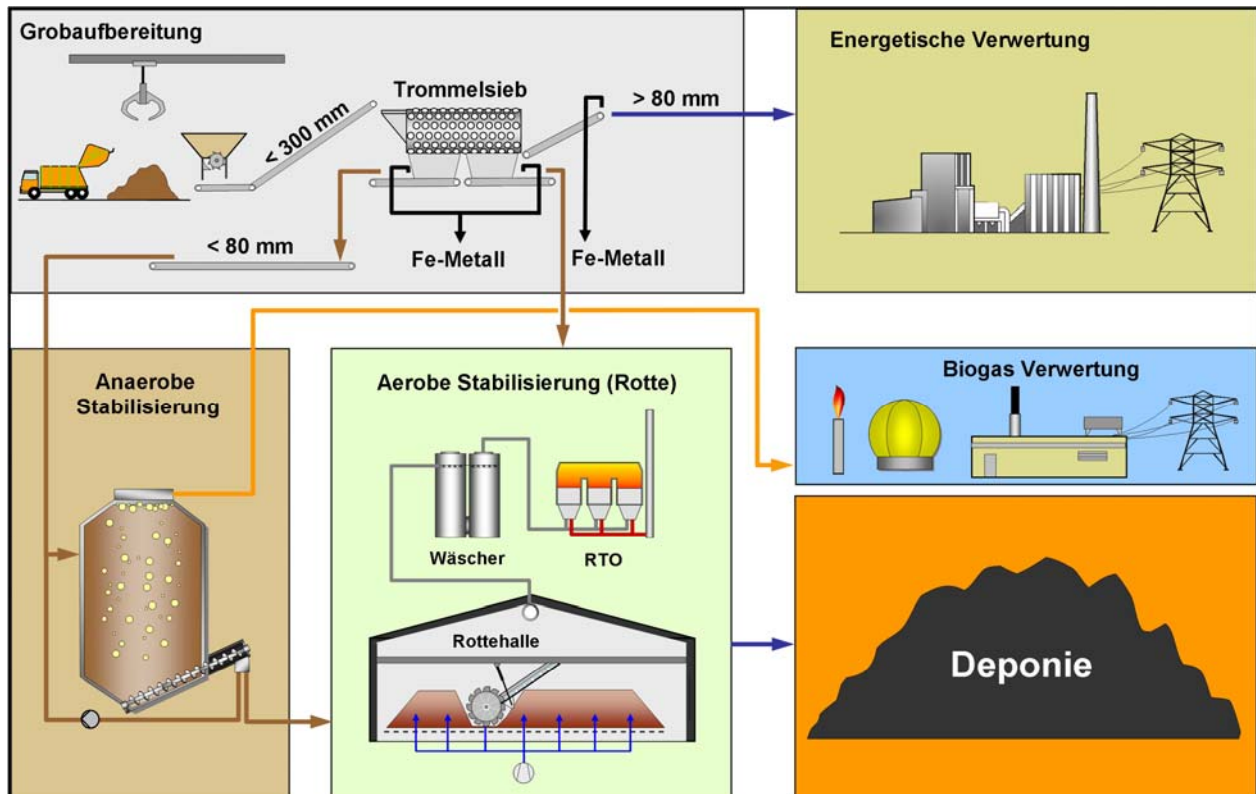 Grobaufbereitung
Trommelsieb
< 300 mm
> 80 mm
< 80 mm
Fe-Metall
Fe-Metall
Energetische Verwertung
Anaerobe
Stabilisierung
Aerobe Stabilisierung (Rotte)
Wäscher
RTO
Rottehalle
Biogas Verwertung
Deponie